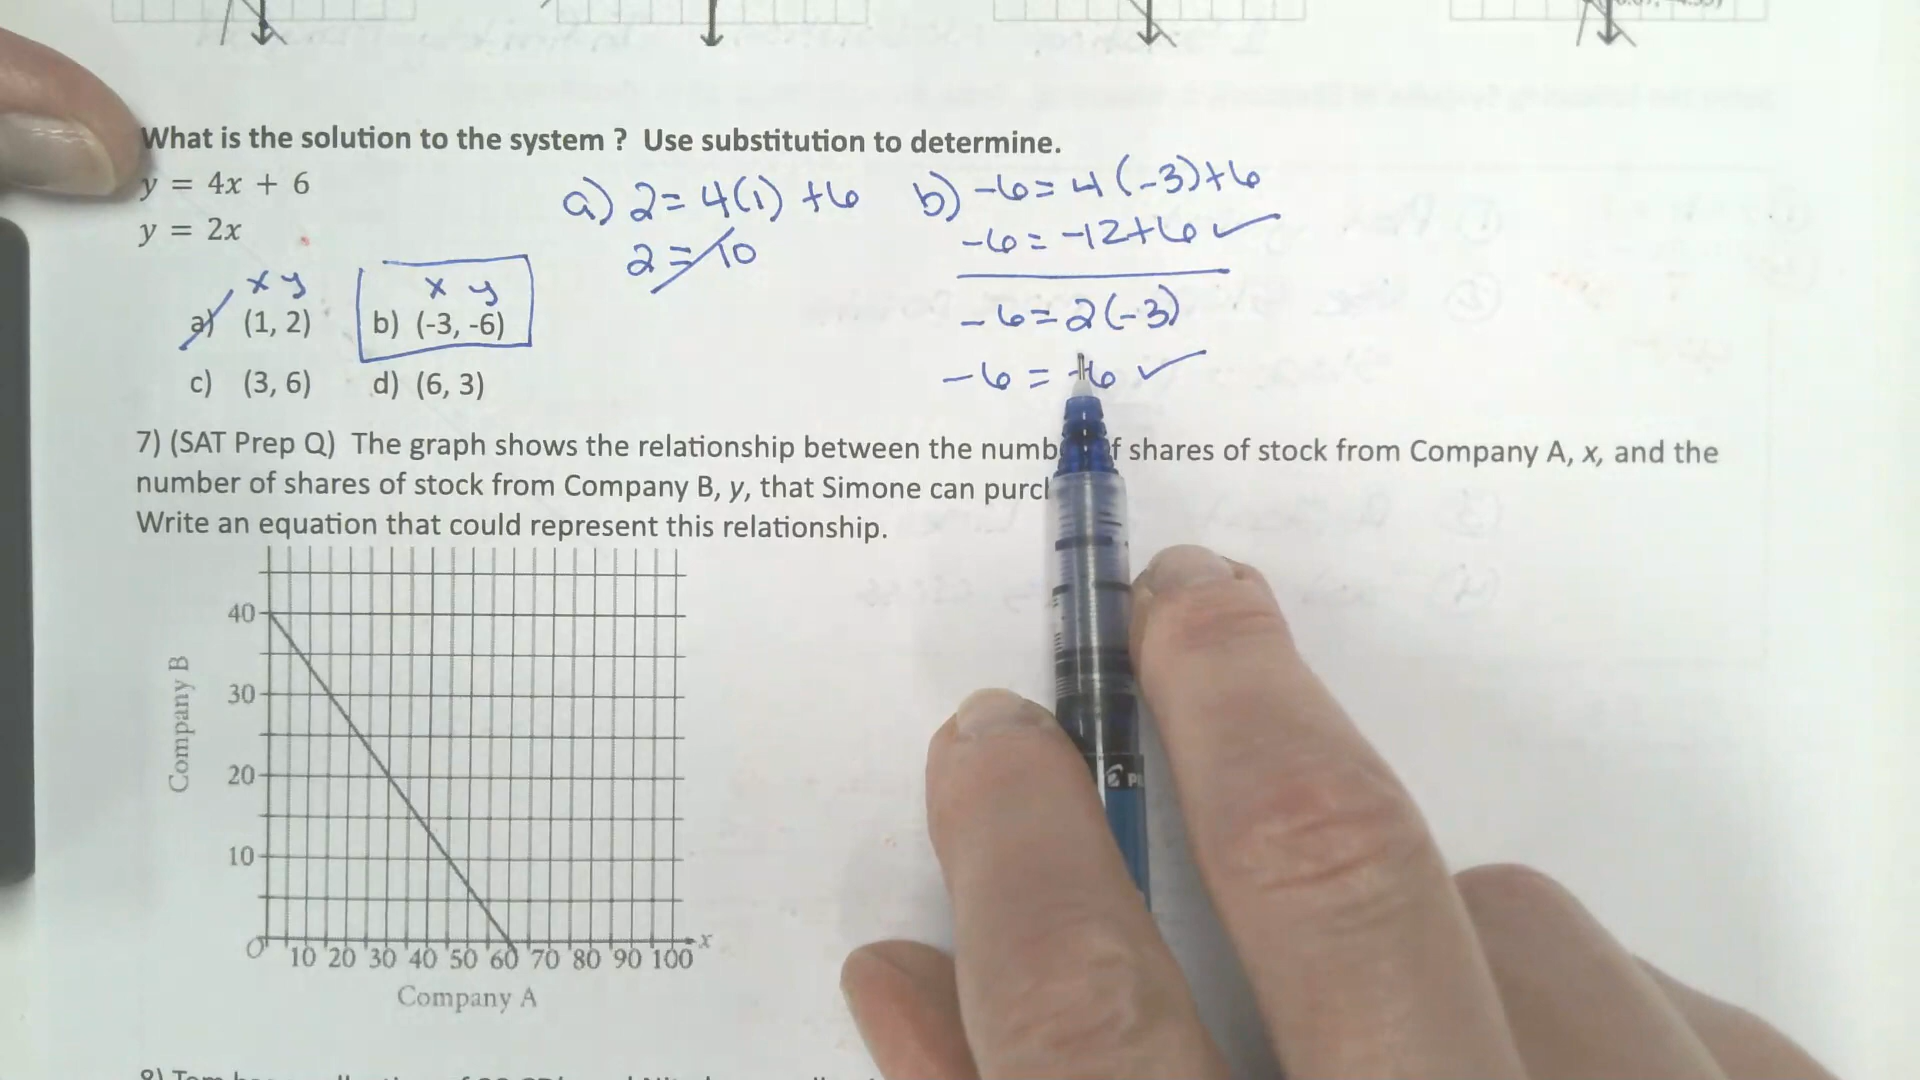 What is the solution to the system ? Use substitution to determine.
y = 4x + 6
y = 2x
a) 2 = 4(1) +6
2 = 10
b) -6 = 4(-3)+6
-6 = -12+6 ✓
-6 = 2(-3)
-6 = -6 ✓
x y
x y
a) (1, 2) b) (-3, -6)
c) (3, 6) d) (6, 3)
7) (SAT Prep Q) The graph shows the relationship between the shares of stock from Company A, x, and the
number of shares of stock from Company B, y, that Simone can
Write an equation that could represent this relationship.
40
30
20
10
Company B
O 10 20 30 40 50 60 70 80 90 100 x
Company A
8) Tom